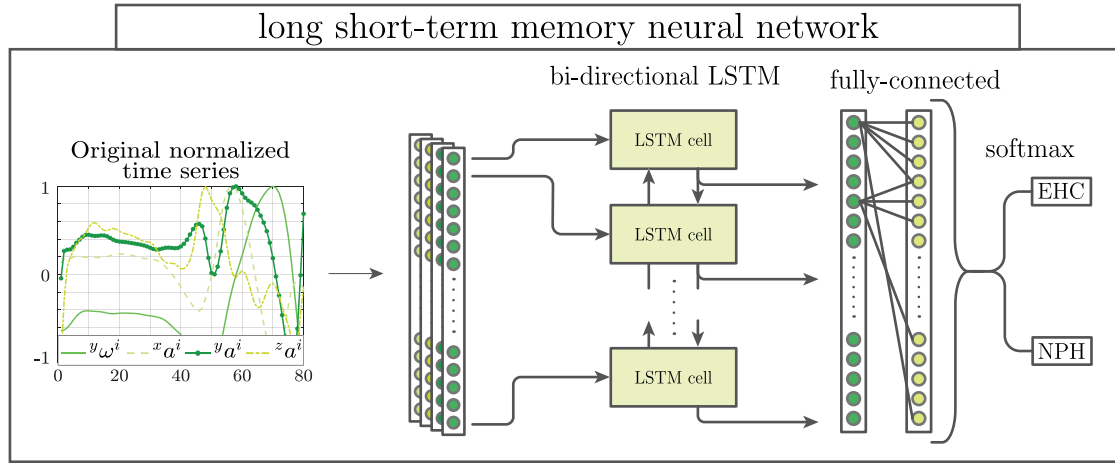 long short-term memory neural network
bi-directional LSTM
fully-connected
Original normalized
time series
1
0
-1
0 20 40 60 80
ʸωⁱ ˣaⁱ ʸaⁱ ᶻaⁱ
LSTM cell
LSTM cell
LSTM cell
softmax
EHC
NPH